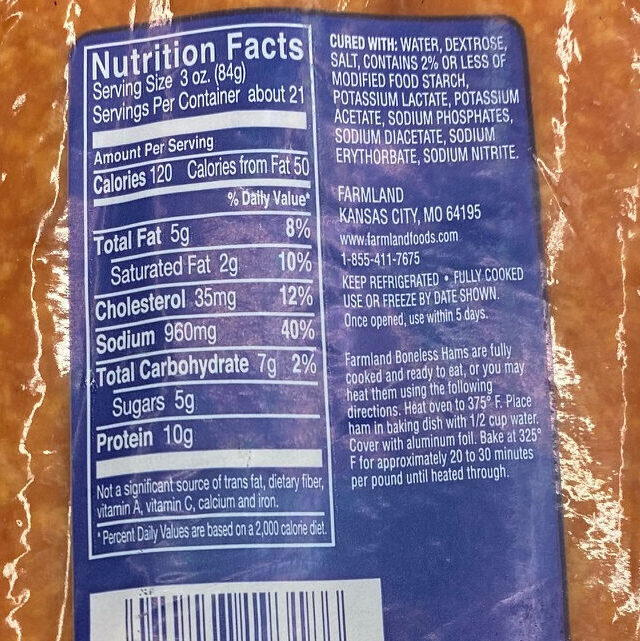 Nutrition Facts
Serving Size 3 oz. (84g)
Servings Per Container about 21
Amount Per Serving
Calories 120 Calories from Fat 50
% Daily Value*
Total Fat 5g 8%
Saturated Fat 2g 10%
Cholesterol 35mg 12%
Sodium 960mg 40%
Total Carbohydrate 7g 2%
Sugars 5g
Protein 10g
Not a significant source of trans fat, dietary fiber,
vitamin A, vitamin C, calcium and iron.
*Percent Daily Values are based on a 2,000 calorie diet.
CURED WITH: WATER, DEXTROSE,
SALT, CONTAINS 2% OR LESS OF
MODIFIED FOOD STARCH,
POTASSIUM LACTATE, POTASSIUM
ACETATE, SODIUM PHOSPHATES,
SODIUM DIACETATE, SODIUM
ERYTHORBATE, SODIUM NITRITE.
FARMLAND
KANSAS CITY, MO 64195
www.farmlandfoods.com
1-855-411-7675
KEEP REFRIGERATED • FULLY COOKED
USE OR FREEZE BY DATE SHOWN.
Once opened, use within 5 days.
Farmland Boneless Hams are fully
cooked and ready to eat, or you may
heat them using the following
directions. Heat oven to 375° F. Place
ham in baking dish with 1/2 cup water.
Cover with aluminum foil. Bake at 325°
F for approximately 20 to 30 minutes
per pound until heated through.